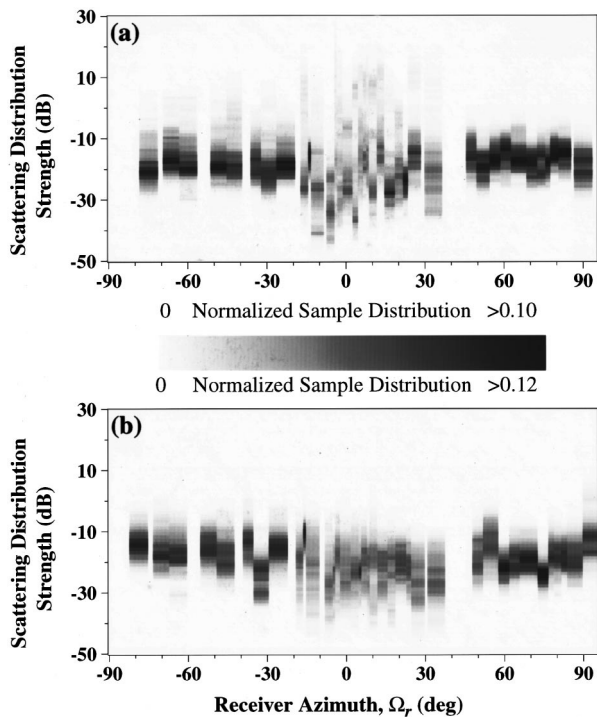 (a)
Scattering Distribution
Strength (dB)
30
10
-10
-30
-50
-90 -60 -30 0 30 60 90
0 Normalized Sample Distribution >0.10
0 Normalized Sample Distribution >0.12
(b)
Scattering Distribution
Strength (dB)
30
10
-10
-30
-50
-90 -60 -30 0 30 60 90
Receiver Azimuth, Ωr (deg)